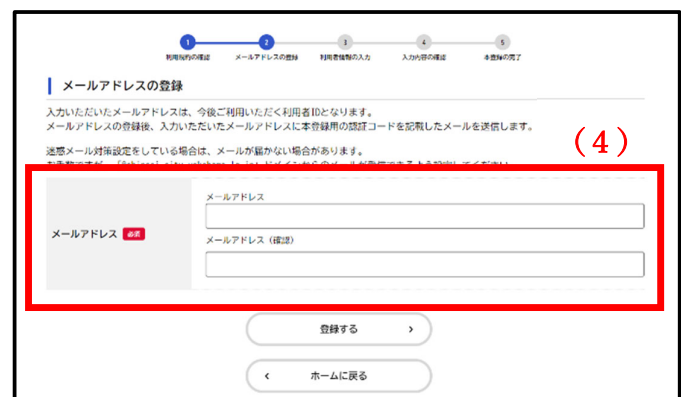 1 2 3 4 5
利用規約の確認 メールアドレスの登録 利用者情報の入力 入力内容の確認 本登録の完了
メールアドレスの登録
入力いただいたメールアドレスは、今後ご利用いただく利用者IDとなります。
メールアドレスの登録後、入力いただいたメールアドレスに本登録用の認証コードを記載したメールを送信します。
(4)
迷惑メール対策設定をしている場合は、メールが届かない場合があります。
メールアドレス
メールアドレス 必須
メールアドレス（確認）
登録する
ホームに戻る